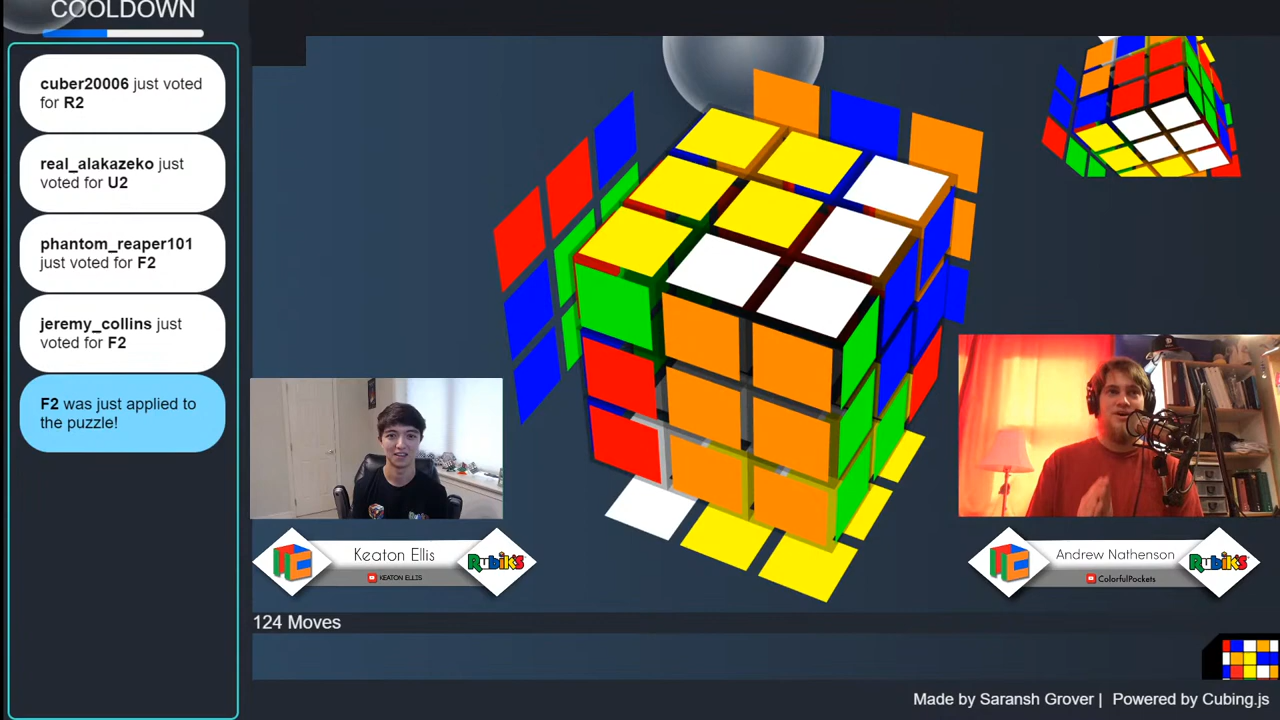 COOLDOWN
cuber20006 just voted
for R2
real_alakazeko just
voted for U2
phantom_reaper101
just voted for F2
jeremy_collins just
voted for F2
F2 was just applied to
the puzzle!
Keaton Ellis
KEATON ELLIS
RUBIK'S
Andrew Nathenson
ColorfulPockets
RUBIK'S
124 Moves
Made by Saransh Grover | Powered by Cubing.js